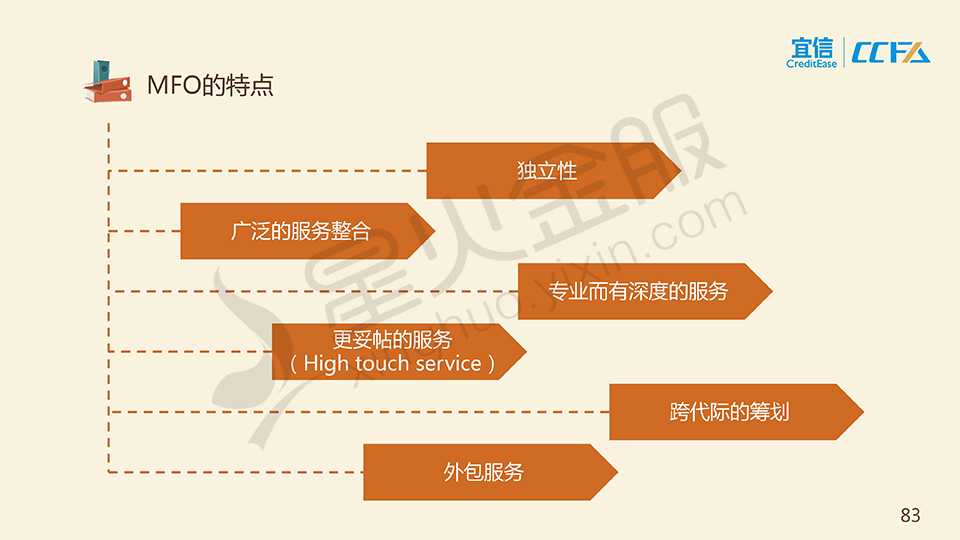 宜信
CreditEase
CCFA
MFO的特点
独立性
广泛的服务整合
专业而有深度的服务
更妥帖的服务
（High touch service）
跨代际的筹划
外包服务
星火金服
xinghuo.yixin.com
83